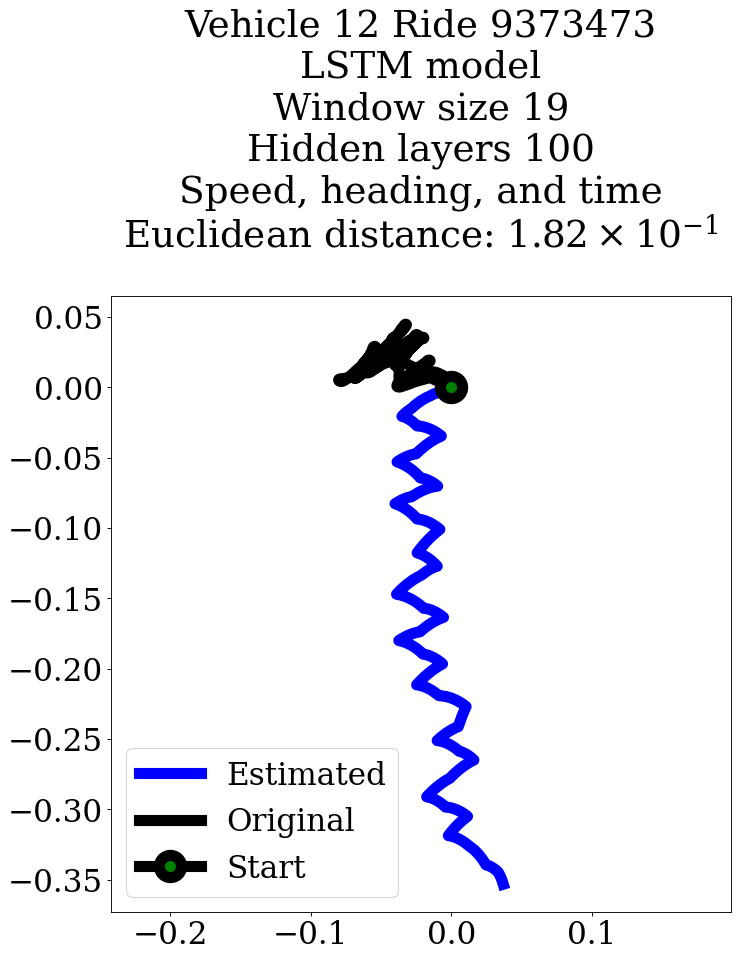 Vehicle 12 Ride 9373473
LSTM model
Window size 19
Hidden layers 100
Speed, heading, and time
Euclidean distance: 1.82 × 10⁻¹
0.05
0.00
−0.05
−0.10
−0.15
−0.20
−0.25
−0.30
−0.35
Estimated
Original
Start
−0.2 −0.1 0.0 0.1